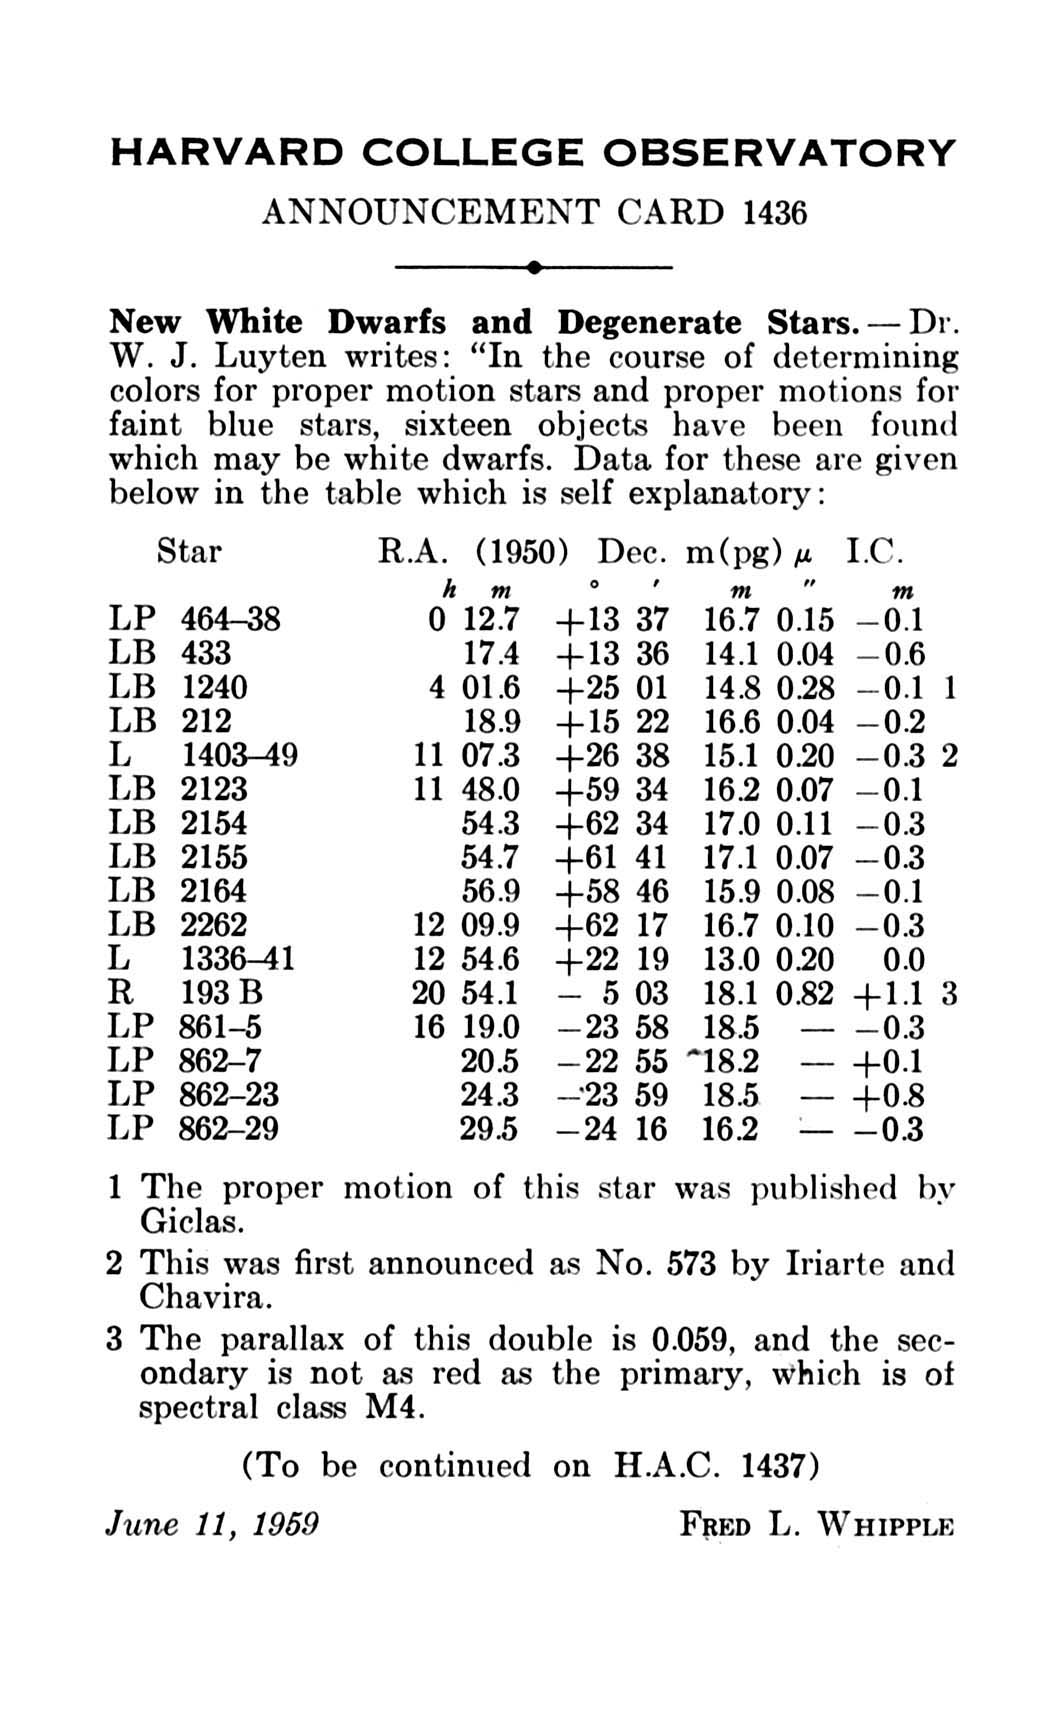 HARVARD COLLEGE OBSERVATORY
ANNOUNCEMENT CARD 1436
New White Dwarfs and Degenerate Stars.— Dr.
W. J. Luyten writes: “In the course of determining
colors for proper motion stars and proper motions for
faint blue stars, sixteen objects have been found
which may be white dwarfs. Data for these are given
below in the table which is self explanatory:
Star R.A. (1950) Dec. m(pg) μ I.C.
h m ° ′ m ″ m
LP 464–38 0 12.7 +13 37 16.7 0.15 –0.1
LB 433 17.4 +13 36 14.1 0.04 –0.6
LB 1240 4 01.6 +25 01 14.8 0.28 –0.1 1
LB 212 18.9 +15 22 16.6 0.04 –0.2
L 1403–49 11 07.3 +26 38 15.1 0.20 –0.3 2
LB 2123 11 48.0 +59 34 16.2 0.07 –0.1
LB 2154 54.3 +62 34 17.0 0.11 –0.3
LB 2155 54.7 +61 41 17.1 0.07 –0.3
LB 2164 56.9 +58 46 15.9 0.08 –0.1
LB 2262 12 09.9 +62 17 16.7 0.10 –0.3
L 1336–41 12 54.6 +22 19 13.0 0.20 0.0
R 193 B 20 54.1 – 5 03 18.1 0.82 +1.1 3
LP 861–5 16 19.0 –23 58 18.5 — –0.3
LP 862–7 20.5 –22 55 18.2 — +0.1
LP 862–23 24.3 –23 59 18.5 — +0.8
LP 862–29 29.5 –24 16 16.2 — –0.3
1 The proper motion of this star was published by
Giclas.
2 This was first announced as No. 573 by Iriarte and
Chavira.
3 The parallax of this double is 0.059, and the sec-
ondary is not as red as the primary, which is of
spectral class M4.
(To be continued on H.A.C. 1437)
June 11, 1959 FRED L. WHIPPLE